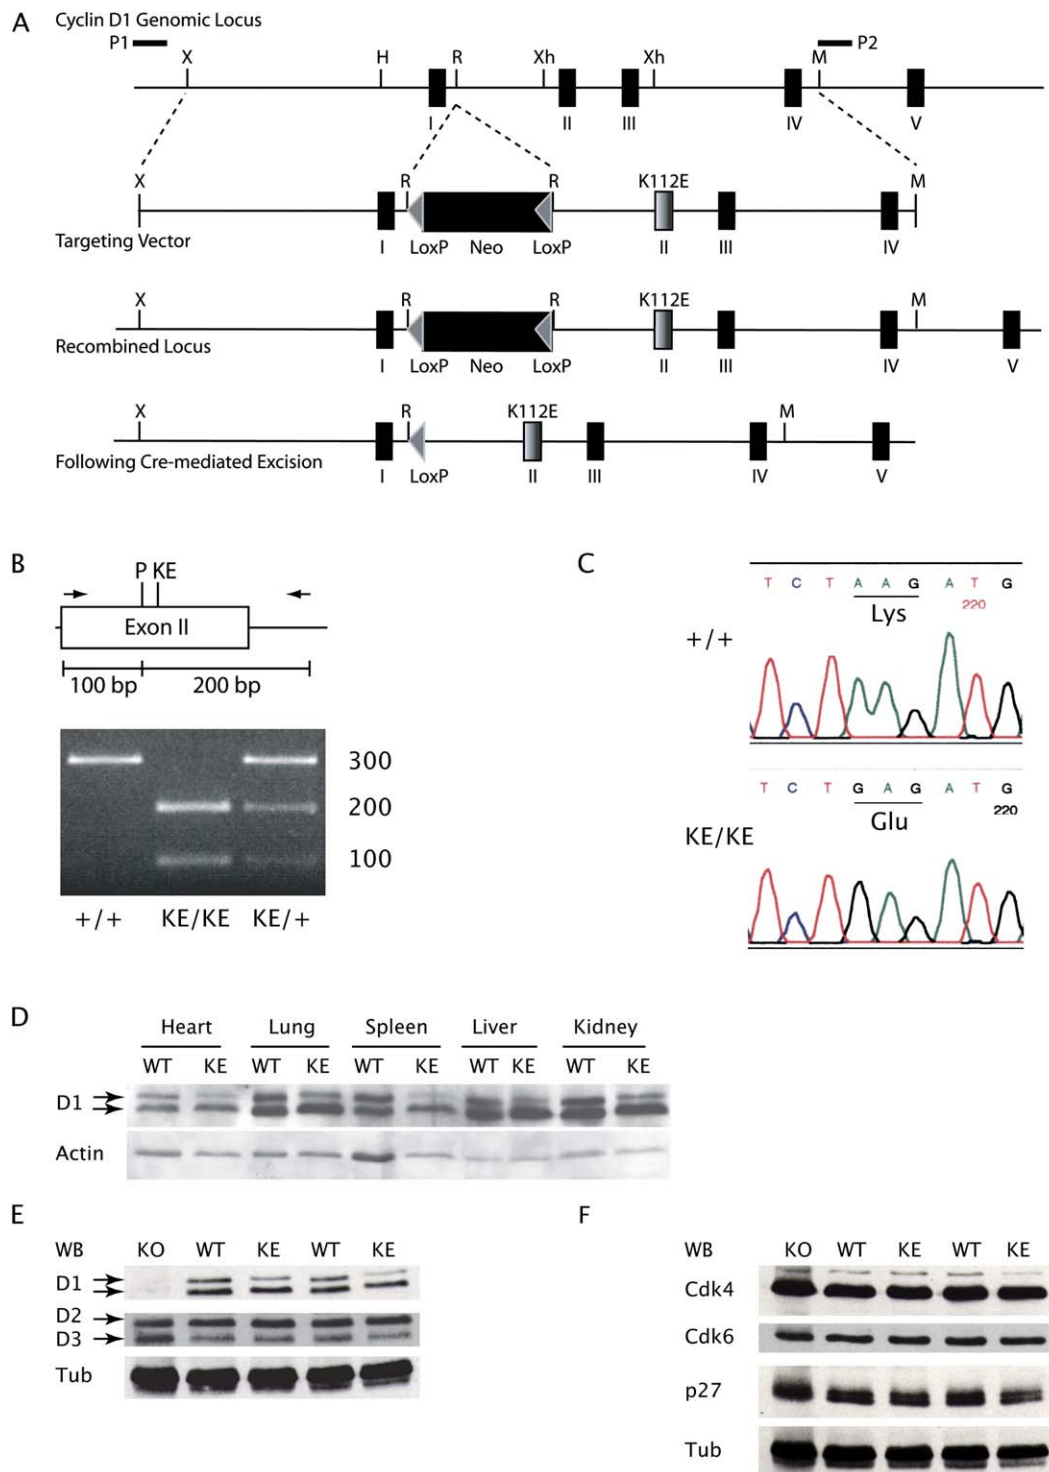 A
Cyclin D1 Genomic Locus
P1 P2
X H R Xh Xh M
I II III IV V
X R R K112E M
Targeting Vector
I LoxP Neo LoxP II III IV
X R R K112E M
Recombined Locus
I LoxP Neo LoxP II III IV V
X R K112E M
Following Cre-mediated Excision
I LoxP II III IV V
B
P KE
Exon II
100 bp 200 bp
300
200
100
+/+ KE/KE KE/+
C
T C T A A G A T G
220
Lys
+/+
T C T G A G A T G
220
Glu
KE/KE
D
Heart Lung Spleen Liver Kidney
WT KE WT KE WT KE WT KE WT KE
D1
Actin
E
WB KO WT KE WT KE
D1
D2
D3
Tub
F
WB KO WT KE WT KE
Cdk4
Cdk6
p27
Tub